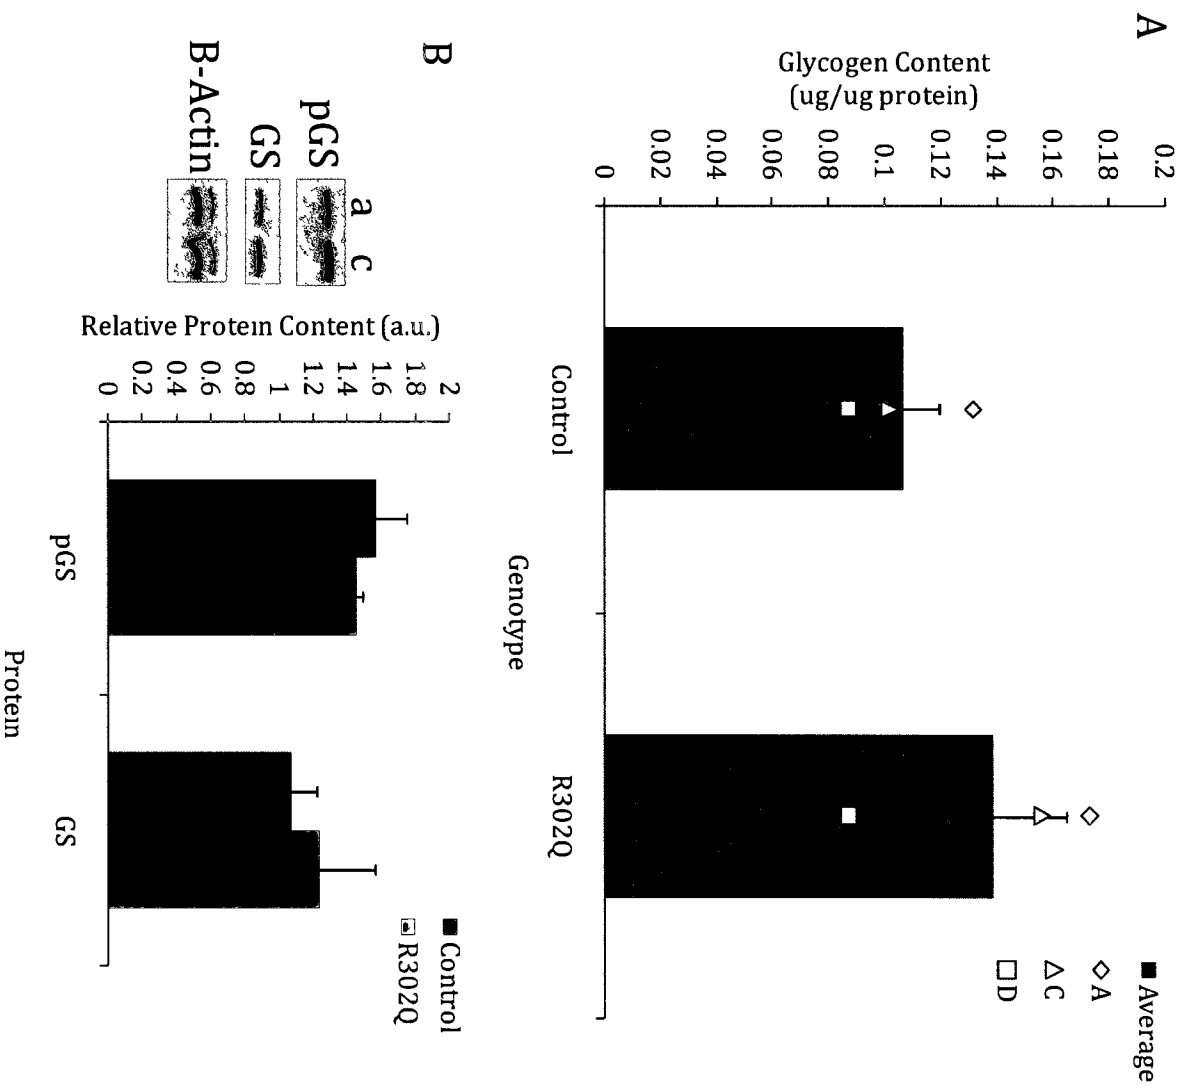 A
Glycogen Content
(ug/ug protein)
0.2
0.18
0.16
0.14
0.12
0.1
0.08
0.06
0.04
0.02
0
Control
R302Q
Genotype
Average
A
C
D
B
a c
pGS
GS
B-Actin
Relative Protein Content (a.u.)
2
1.8
1.6
1.4
1.2
1
0.8
0.6
0.4
0.2
0
pGS
GS
Protein
Control
R302Q